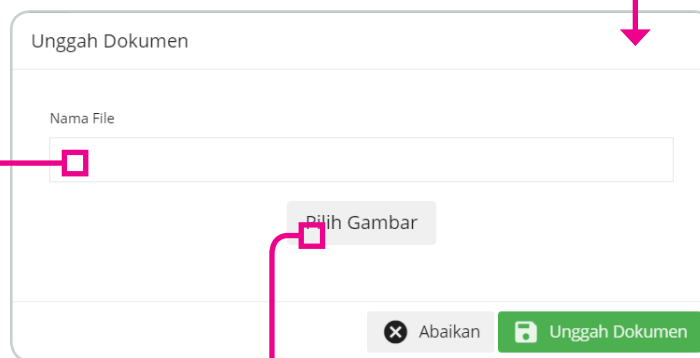 Unggah Dokumen
Nama File
Pilih Gambar
Abaikan
Unggah Dokumen